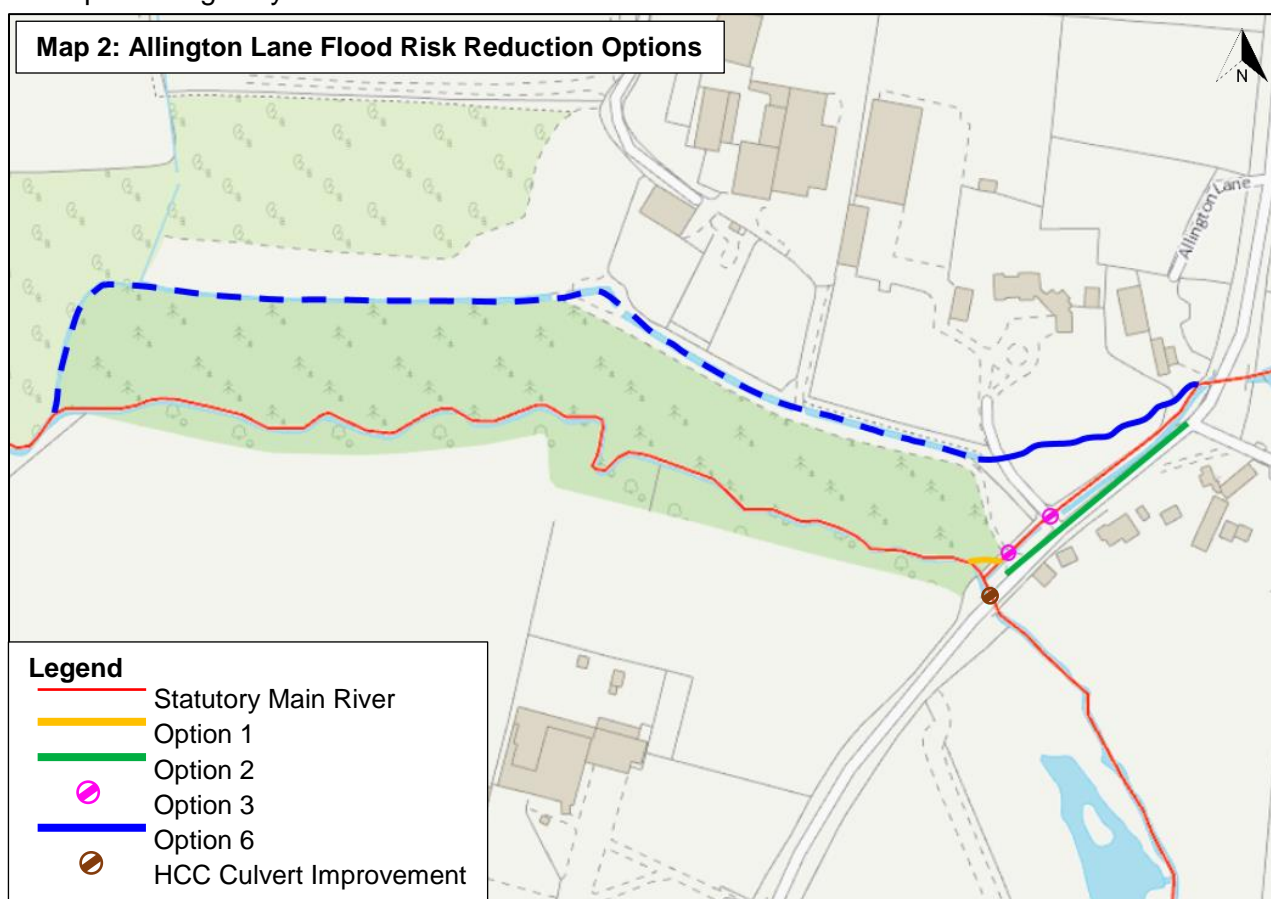 Map 2: Allington Lane Flood Risk Reduction Options
N
Allington Lane
Legend
Statutory Main River
Option 1
Option 2
Option 3
Option 6
HCC Culvert Improvement